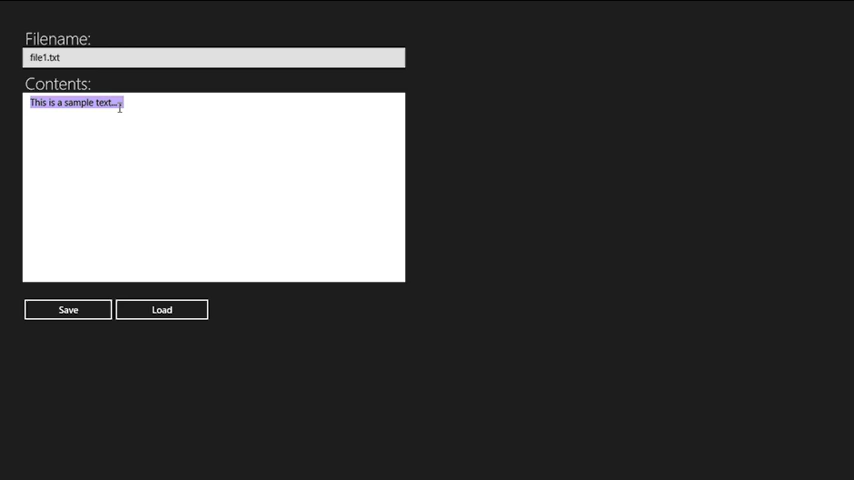 Filename:
file1.txt
Contents:
This is a sample text...
Save
Load